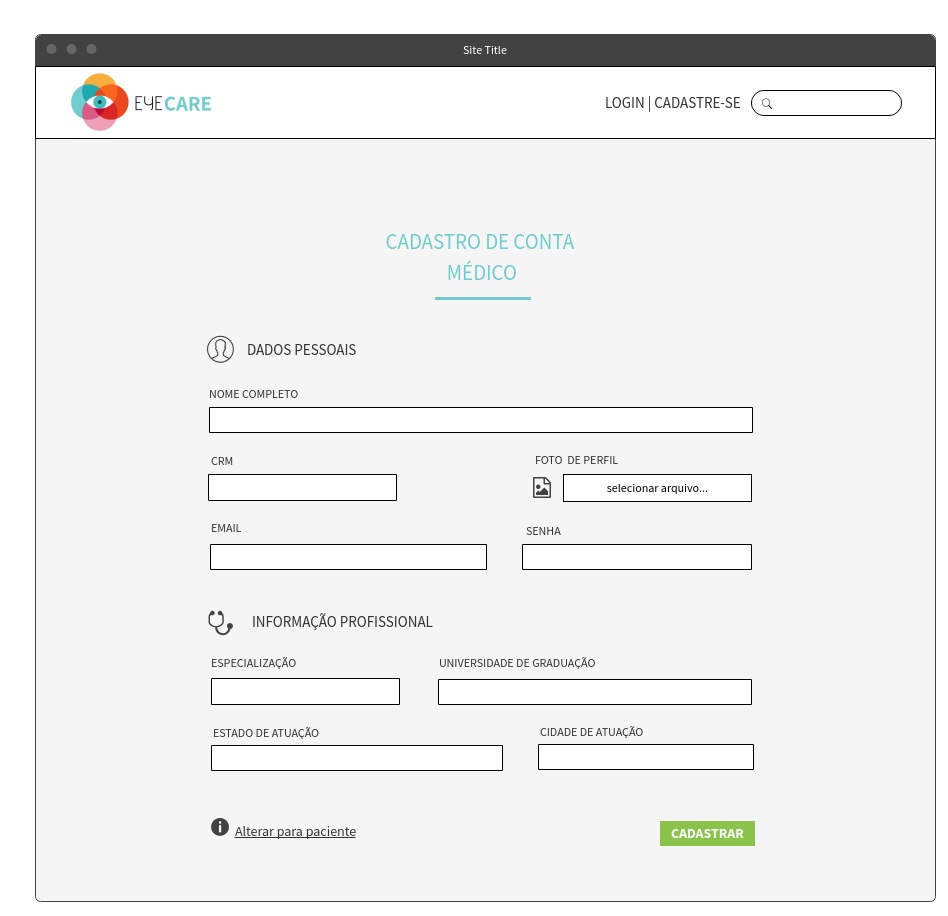 Site Title
EYECARE
LOGIN | CADASTRE-SE
CADASTRO DE CONTA
MÉDICO
DADOS PESSOAIS
NOME COMPLETO
CRM
FOTO DE PERFIL
selecionar arquivo...
EMAIL
SENHA
INFORMAÇÃO PROFISSIONAL
ESPECIALIZAÇÃO
UNIVERSIDADE DE GRADUAÇÃO
ESTADO DE ATUAÇÃO
CIDADE DE ATUAÇÃO
Alterar para paciente
CADASTRAR